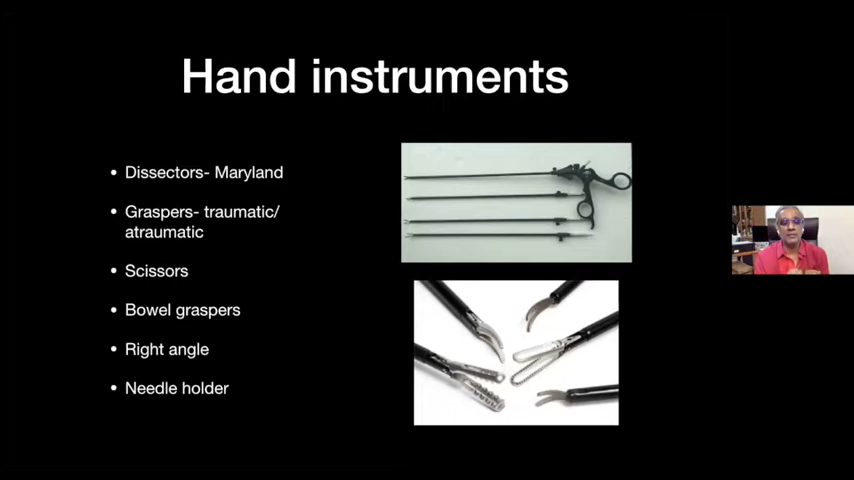 Hand instruments
• Dissectors- Maryland
• Graspers- traumatic/
atraumatic
• Scissors
• Bowel graspers
• Right angle
• Needle holder